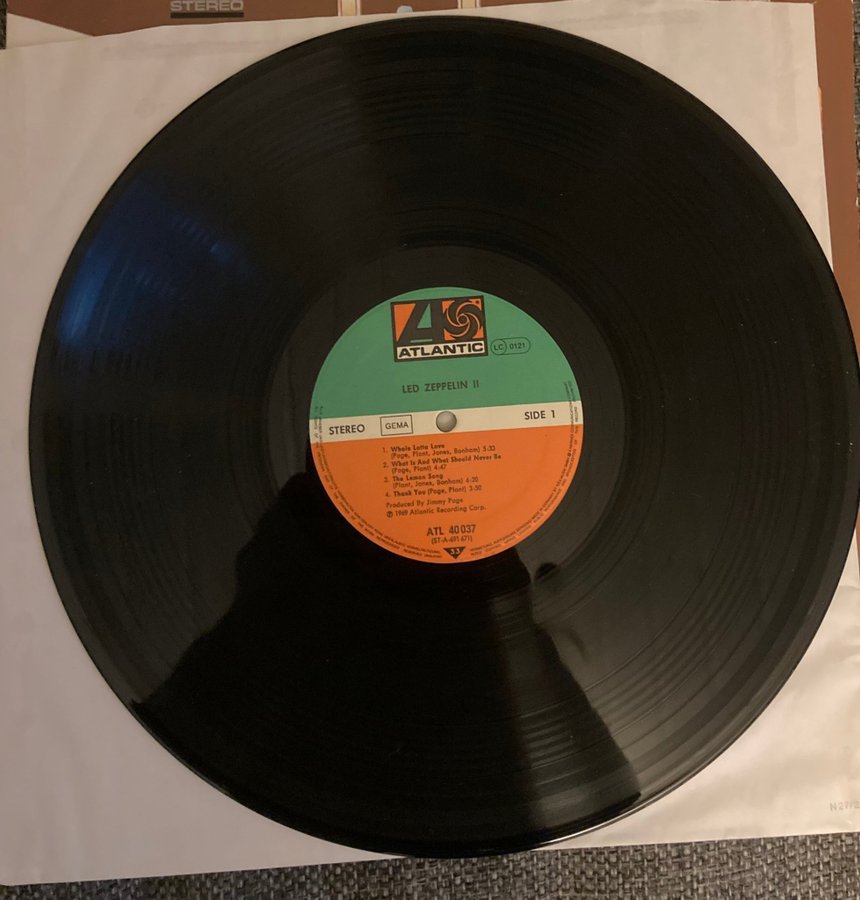 STEREO
ATLANTIC
LC 0121
LED ZEPPELIN II
STEREO GEMA SIDE 1
1. Whole Lotta Love
(Page, Plant, Jones, Bonham) 5:33
2. What Is And What Should Never Be
(Page, Plant) 4:47
3. The Lemon Song
(Plant, Jones, Bonham) 6:20
4. Thank You (Page, Plant) 3:50
Produced By Jimmy Page
℗ 1969 Atlantic Recording Corp.
ATL 40 037
(ST-A-691 671)
33